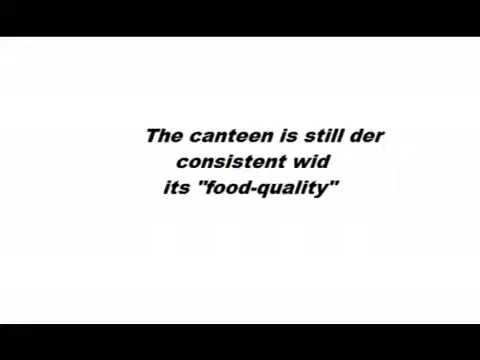 The canteen is still der
consistent wid
its "food-quality"